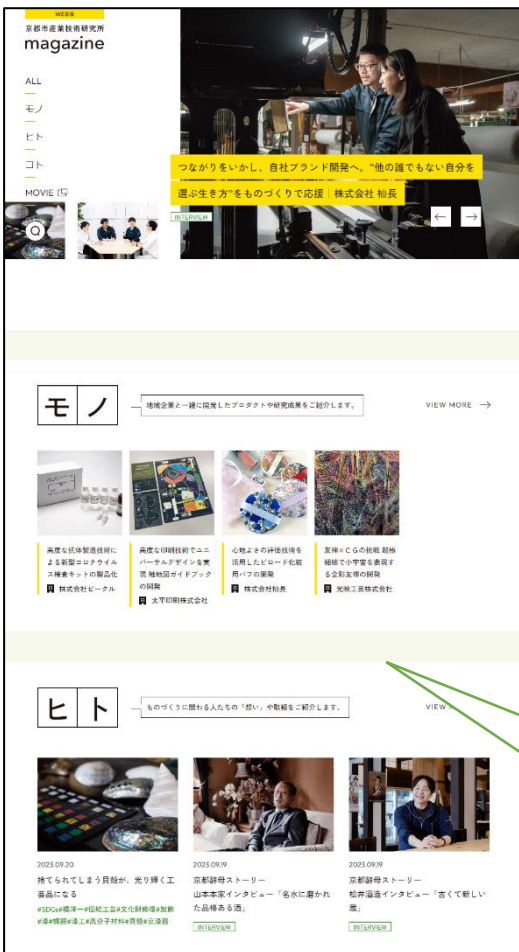 WEB版
京都市産業技術研究所
magazine
ALL
モノ
ヒト
コト
MOVIE
つながりをいかし、自社ブランド開発へ。"他の誰でもない自分を
選ぶ生き方"をものづくりで応援｜株式会社 枱長
INTERVIEW
モノ
地域企業と一緒に開発したプロダクトや研究成果をご紹介します。
VIEW MORE
高度な抗体製造技術に
よる新型コロナウイル
ス検査キットの製品化
株式会社ビークル
高度な印刷技術でユニ
バーサルデザインを実
現 触地図ガイドブック
の開発
太平印刷株式会社
心地よさの評価技術を
活用したビロード化粧
用パフの開発
株式会社枱長
友禅×CGの挑戦 超極
細線で小宇宙を表現す
る金彩友禅の開発
光映工芸株式会社
ヒト
ものづくりに関わる人たちの「想い」や取組をご紹介します。
VIEW
2023.09.20
捨てられてしまう貝殻が、光り輝く工
芸品になる
#SDGs#橋洋一#伝統工芸#文化財修復#加飾
#漆#螺鈿#漆工#高分子材料#貝殻#京漆器
2023.09.19
京都酵母ストーリー
山本本家インタビュー「名水に磨かれ
た品格ある酒」
INTERVIEW
2023.09.19
京都酵母ストーリー
松井酒造インタビュー「古くて新しい
蔵」
INTERVIEW